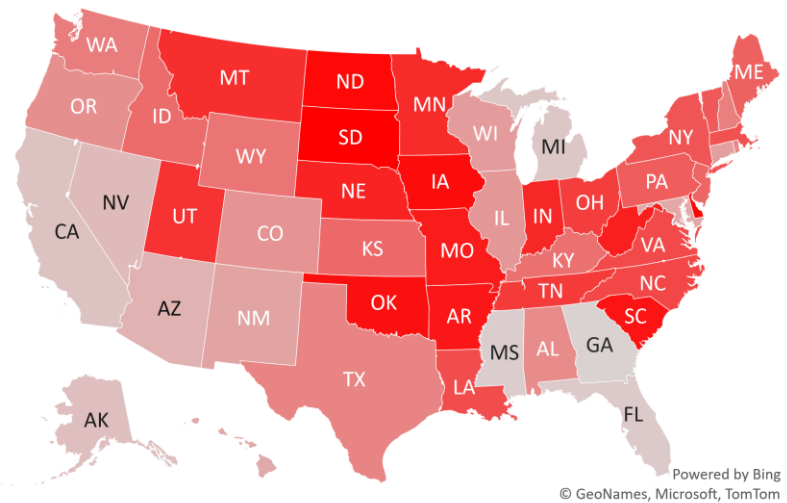 WA
ME
MT
ND
MN
OR
ID
SD
WI
MI
NY
WY
IA
PA
NE
NV
IL
IN
OH
UT
CA
CO
KS
MO
VA
KY
NC
TN
AZ
NM
OK
AR
SC
MS
AL
GA
TX
LA
AK
FL
Powered by Bing
© GeoNames, Microsoft, TomTom